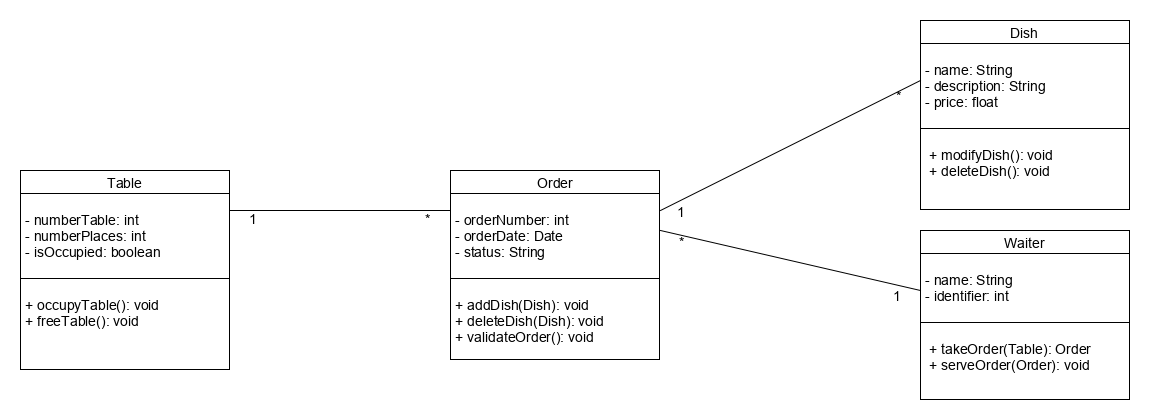 Table
- numberTable: int
- numberPlaces: int
- isOccupied: boolean
+ occupyTable(): void
+ freeTable(): void
1
*
Order
- orderNumber: int
- orderDate: Date
- status: String
+ addDish(Dish): void
+ deleteDish(Dish): void
+ validateOrder(): void
1
*
*
1
Dish
- name: String
- description: String
- price: float
+ modifyDish(): void
+ deleteDish(): void
Waiter
- name: String
- identifier: int
+ takeOrder(Table): Order
+ serveOrder(Order): void